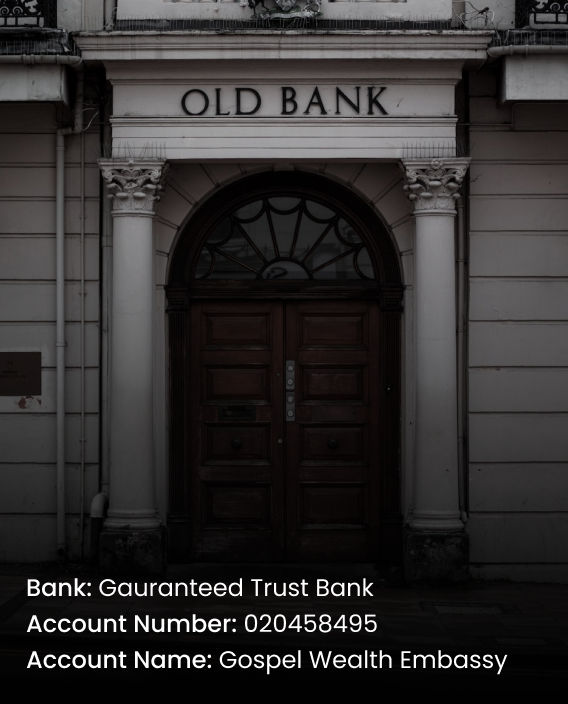 OLD BANK
Bank: Gauranteed Trust Bank
Account Number: 020458495
Account Name: Gospel Wealth Embassy